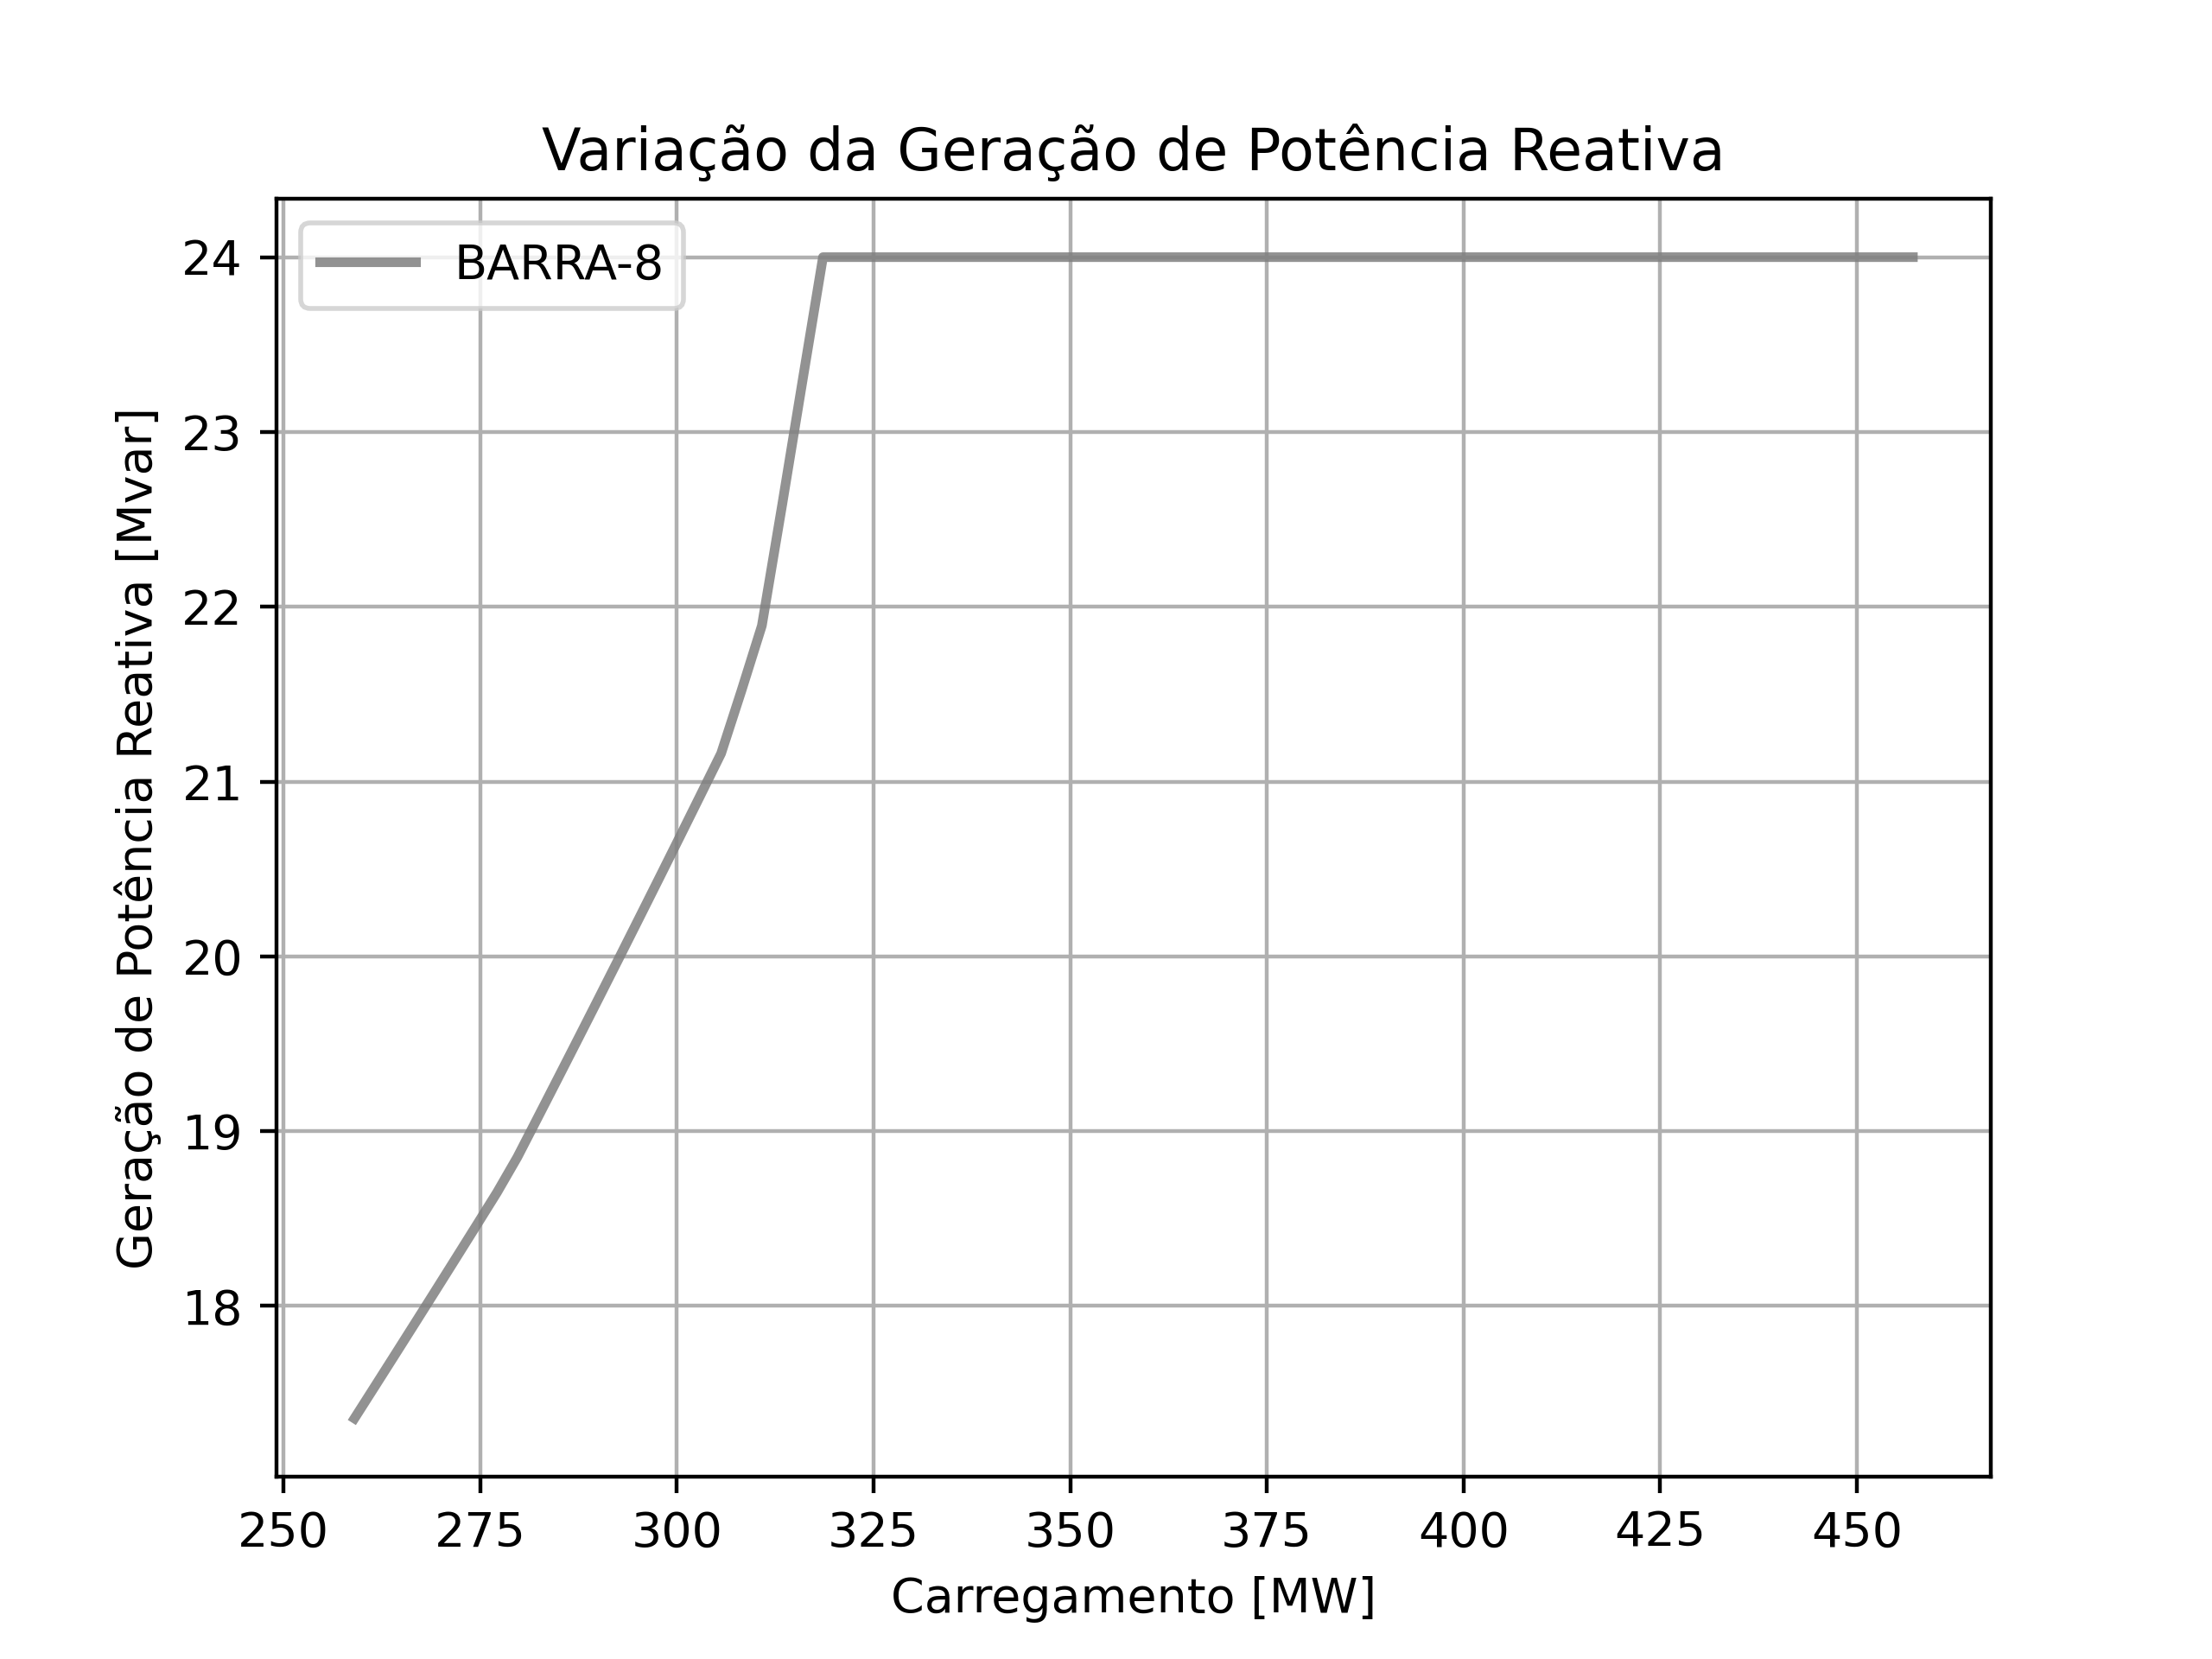 Variação da Geração de Potência Reativa
BARRA-8
Geração de Potência Reativa [Mvar]
24
23
22
21
20
19
18
250 275 300 325 350 375 400 425 450
Carregamento [MW]